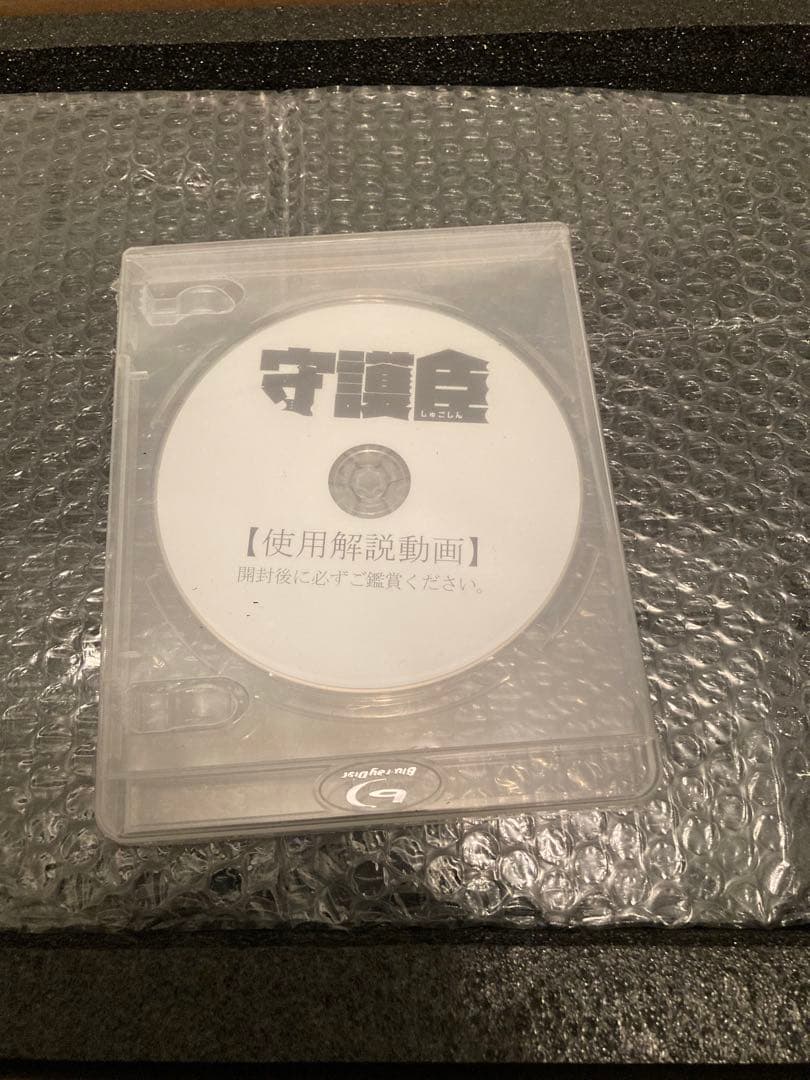 守護臣
しゅごしん
【使用解説動画】
開封後に必ずご鑑賞ください。
Blu-ray Disc